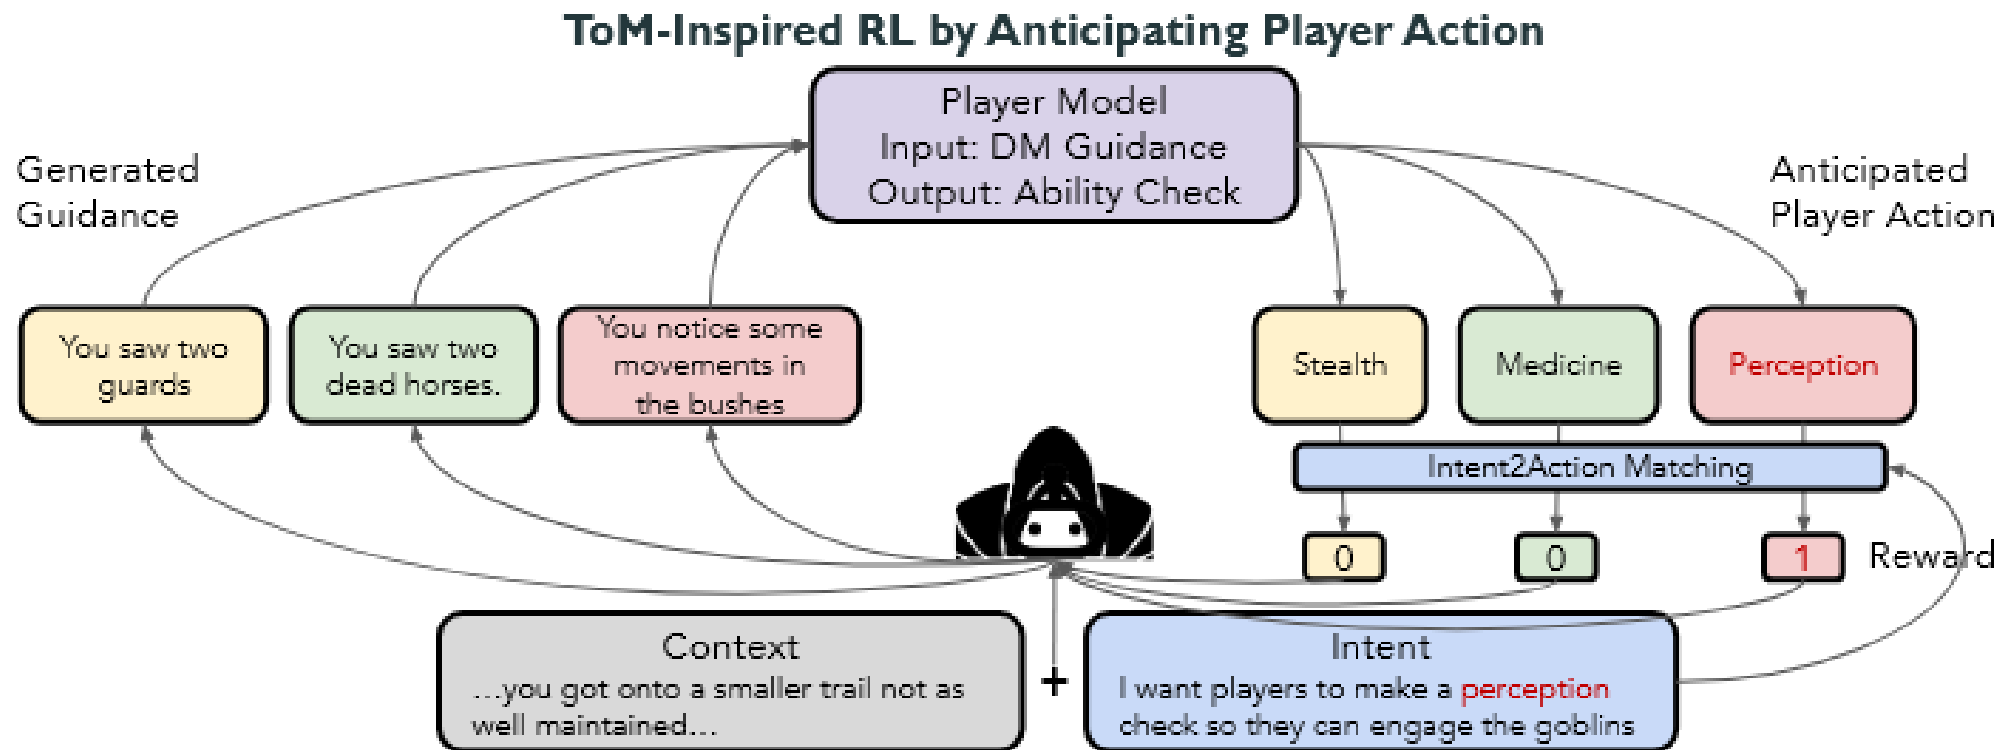 ToM-Inspired RL by Anticipating Player Action
Player Model
Input: DM Guidance
Output: Ability Check
Generated
Guidance
Anticipated
Player Action
You saw two
guards
You saw two
dead horses.
You notice some
movements in
the bushes
Stealth
Medicine
Perception
Intent2Action Matching
0
0
1
Reward
Context
...you got onto a smaller trail not as
well maintained...
+
Intent
I want players to make a perception
check so they can engage the goblins